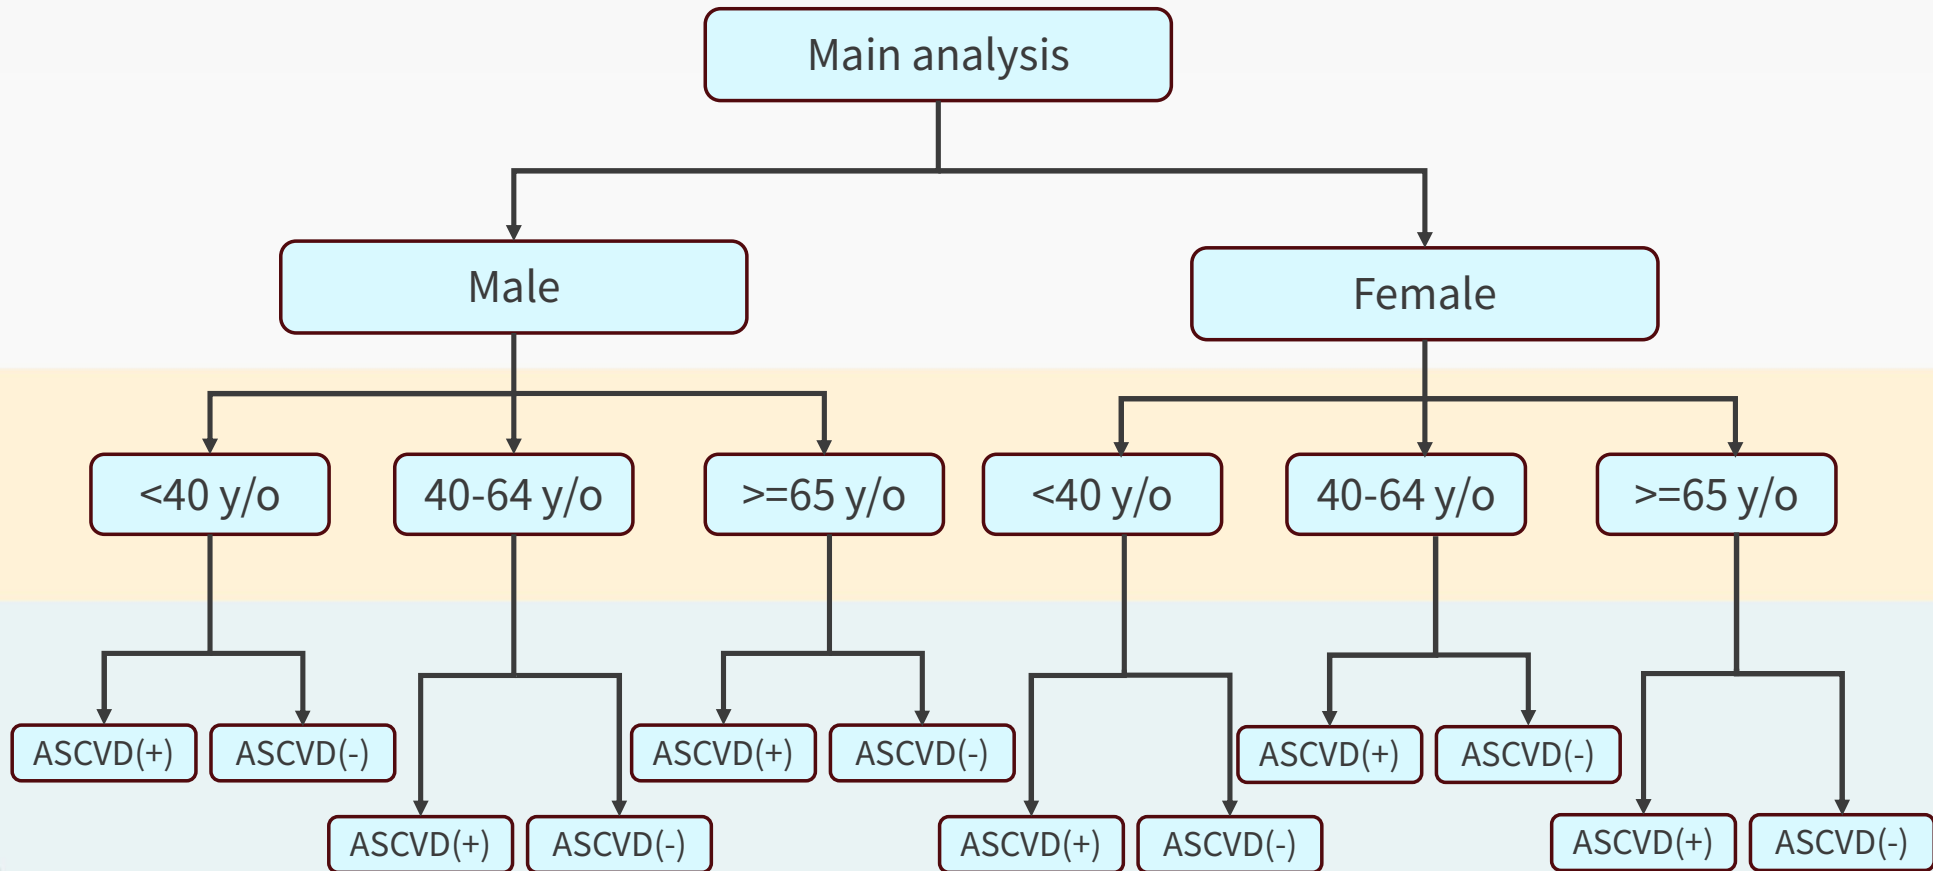 Main analysis
Male
Female
<40 y/o
40-64 y/o
>=65 y/o
<40 y/o
40-64 y/o
>=65 y/o
ASCVD(+)
ASCVD(-)
ASCVD(+)
ASCVD(-)
ASCVD(+)
ASCVD(-)
ASCVD(+)
ASCVD(-)
ASCVD(+)
ASCVD(-)
ASCVD(+)
ASCVD(-)